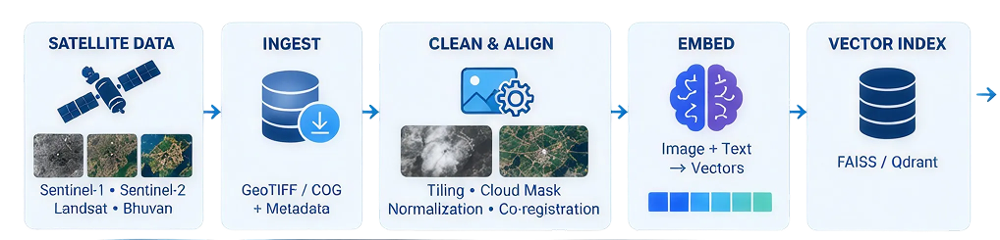 SATELLITE DATA
Sentinel-1 • Sentinel-2
Landsat • Bhuvan
INGEST
GeoTIFF / COG
+ Metadata
CLEAN & ALIGN
Tiling • Cloud Mask
Normalization • Co-registration
EMBED
Image + Text
→ Vectors
VECTOR INDEX
FAISS / Qdrant